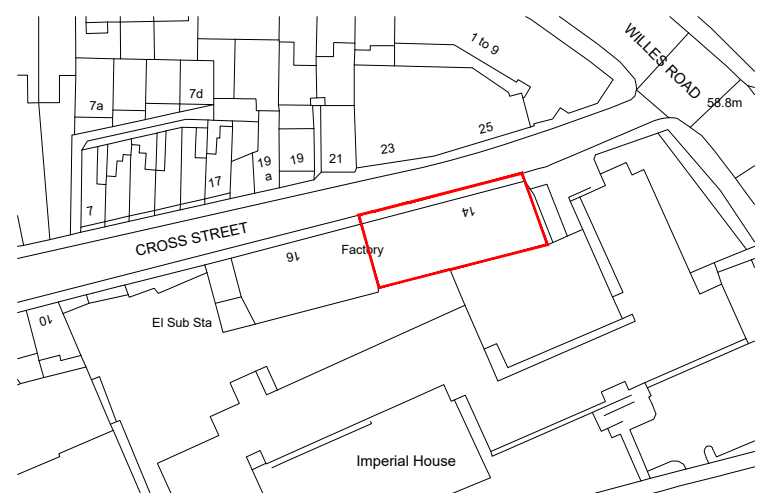 1 to 9
WILLES ROAD
58.8m
7a
7d
25
23
21
19
19
a
17
7
CROSS STREET
14
16
Factory
10
El Sub Sta
Imperial House